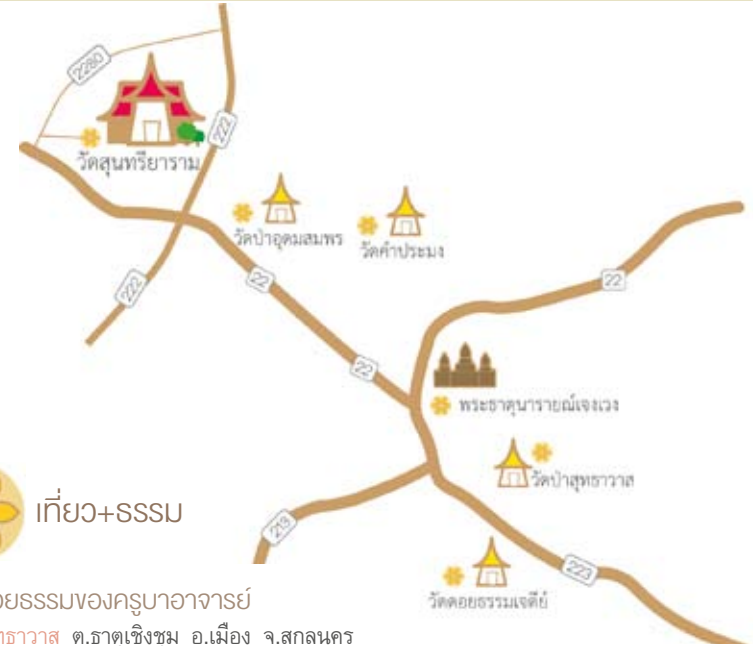 2280
222
วัดสุนทรียาราม
วัดป่าอุดมสมพร
วัดคำประมง
222
22
22
22
พระธาตุนารายณ์เจงเวง
วัดป่าสุทธาวาส
213
223
วัดดอยธรรมเจดีย์
เที่ยว+ธรรม
ยธรรมของครูบาอาจารย์
ทธาวาส ต.ธาตุเชิงชุม อ.เมือง จ.สกลนคร